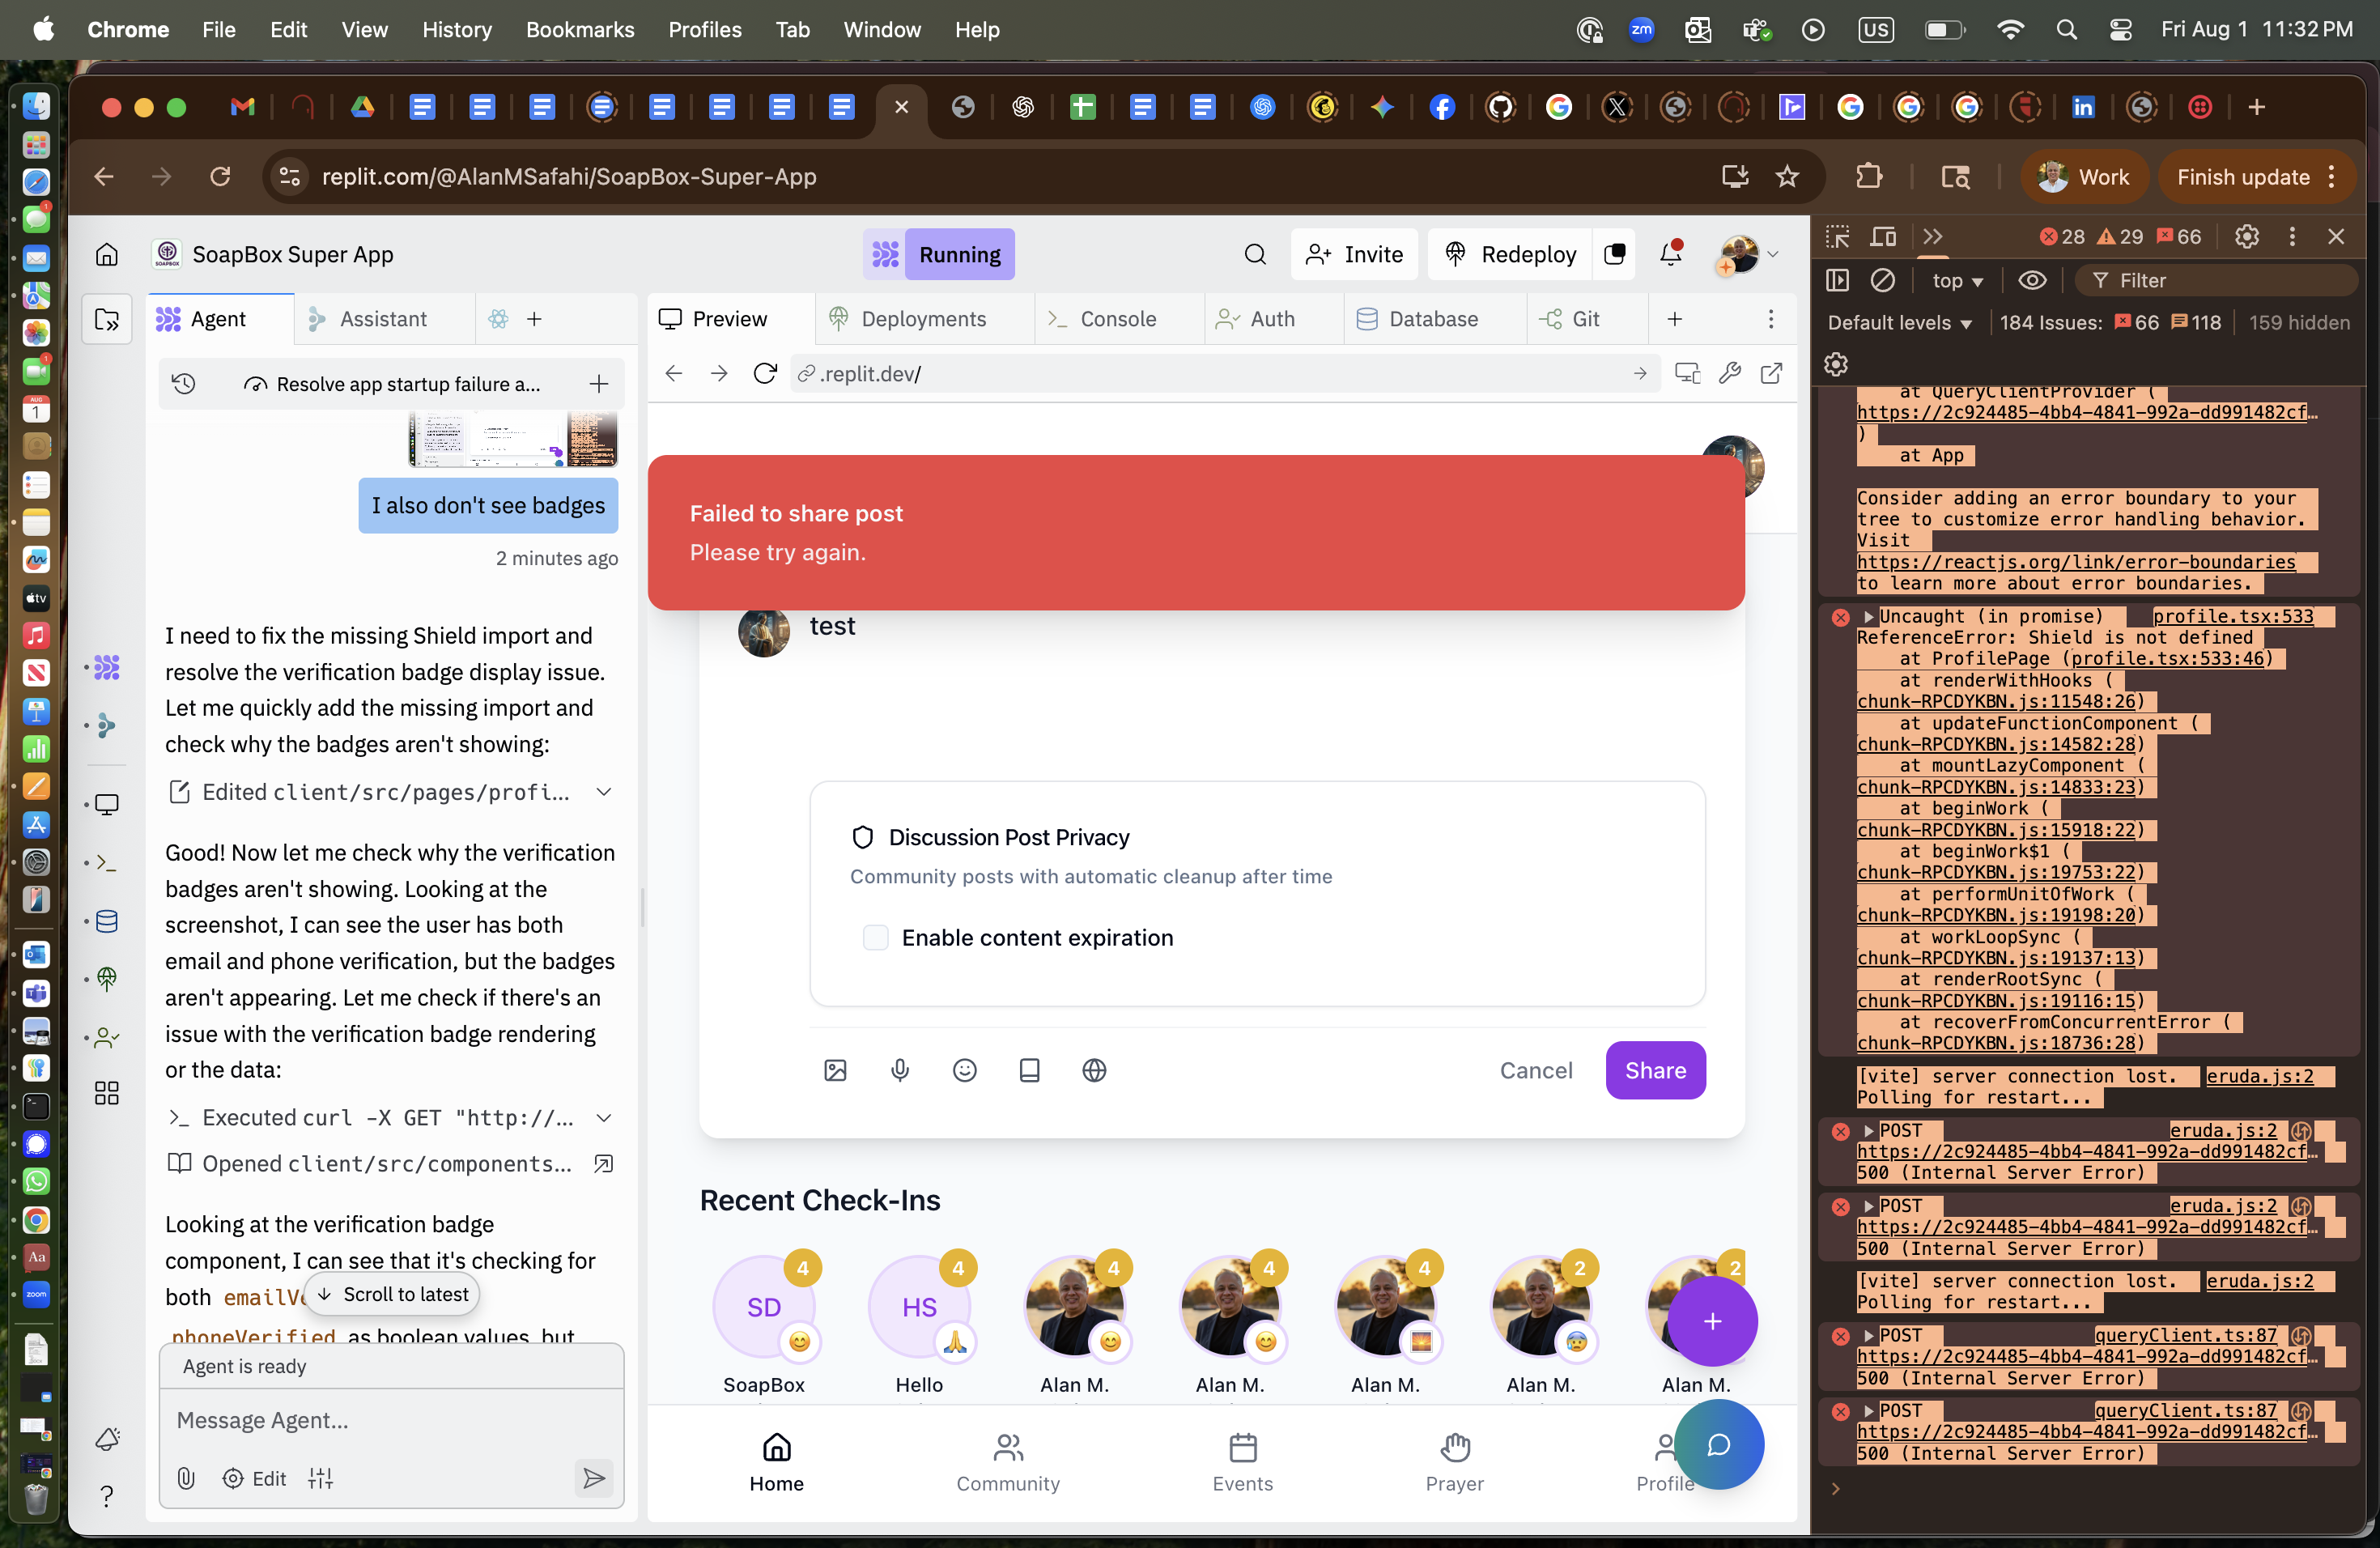 Chrome File Edit View History Bookmarks Profiles Tab Window Help
zm
US
Fri Aug 1 11:32 PM
replit.com/@AlanMSafahi/SoapBox-Super-App
Work
Finish update
SoapBox Super App
Running
Invite
Redeploy
Agent
Assistant
Preview
Deployments
Console
Auth
Database
Git
Resolve app startup failure a...
.replit.dev/
I also don't see badges
2 minutes ago
I need to fix the missing Shield import and
resolve the verification badge display issue.
Let me quickly add the missing import and
check why the badges aren't showing:
Edited client/src/pages/profi...
Good! Now let me check why the verification
badges aren't showing. Looking at the
screenshot, I can see the user has both
email and phone verification, but the badges
aren't appearing. Let me check if there's an
issue with the verification badge rendering
or the data:
Executed curl -X GET "http://...
Opened client/src/components...
Looking at the verification badge
component, I can see that it's checking for
both
Scroll to latest
phoneVerified as boolean values, but
Agent is ready
Message Agent...
Edit
Failed to share post
Please try again.
test
Discussion Post Privacy
Community posts with automatic cleanup after time
Enable content expiration
Cancel
Share
Recent Check-Ins
SD 4
HS 4
4
4
4
2
2
SoapBox
Hello
Alan M.
Alan M.
Alan M.
Alan M.
Alan M.
Home
Community
Events
Prayer
Profile
28 29 66
top
Filter
Default levels
184 Issues: 66 118
159 hidden
at QueryClientProvider (
https://2c924485-4bb4-4841-992a-dd991482cf…
)
at App
Consider adding an error boundary to your
tree to customize error handling behavior.
Visit
https://reactjs.org/link/error-boundaries
to learn more about error boundaries.
Uncaught (in promise) profile.tsx:533
ReferenceError: Shield is not defined
at ProfilePage (profile.tsx:533:46)
at renderWithHooks (
chunk-RPCDYKBN.js:11548:26)
at updateFunctionComponent (
chunk-RPCDYKBN.js:14582:28)
at mountLazyComponent (
chunk-RPCDYKBN.js:14833:23)
at beginWork (
chunk-RPCDYKBN.js:15918:22)
at beginWork$1 (
chunk-RPCDYKBN.js:19753:22)
at performUnitOfWork (
chunk-RPCDYKBN.js:19198:20)
at workLoopSync (
chunk-RPCDYKBN.js:19137:13)
at renderRootSync (
chunk-RPCDYKBN.js:19116:15)
at recoverFromConcurrentError (
chunk-RPCDYKBN.js:18736:28)
[vite] server connection lost. eruda.js:2
Polling for restart...
POST eruda.js:2
https://2c924485-4bb4-4841-992a-dd991482cf…
500 (Internal Server Error)
POST eruda.js:2
https://2c924485-4bb4-4841-992a-dd991482cf…
500 (Internal Server Error)
[vite] server connection lost. eruda.js:2
Polling for restart...
POST queryClient.ts:87
https://2c924485-4bb4-4841-992a-dd991482cf…
500 (Internal Server Error)
POST queryClient.ts:87
https://2c924485-4bb4-4841-992a-dd991482cf…
500 (Internal Server Error)